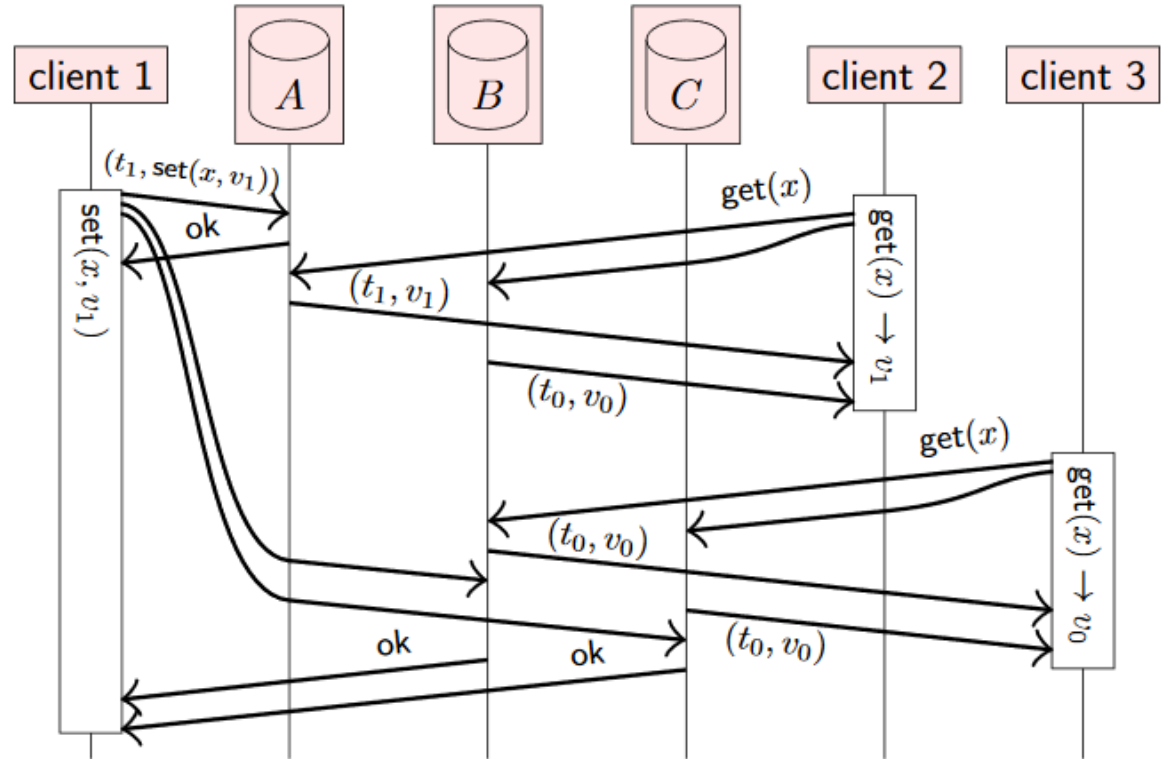 client 1
A
B
C
client 2
client 3
(t₁, set(x, v₁))
ok
set(x, v₁)
get(x)
get(x) → v₁
(t₁, v₁)
(t₀, v₀)
get(x)
get(x) → v₀
(t₀, v₀)
(t₀, v₀)
ok
ok